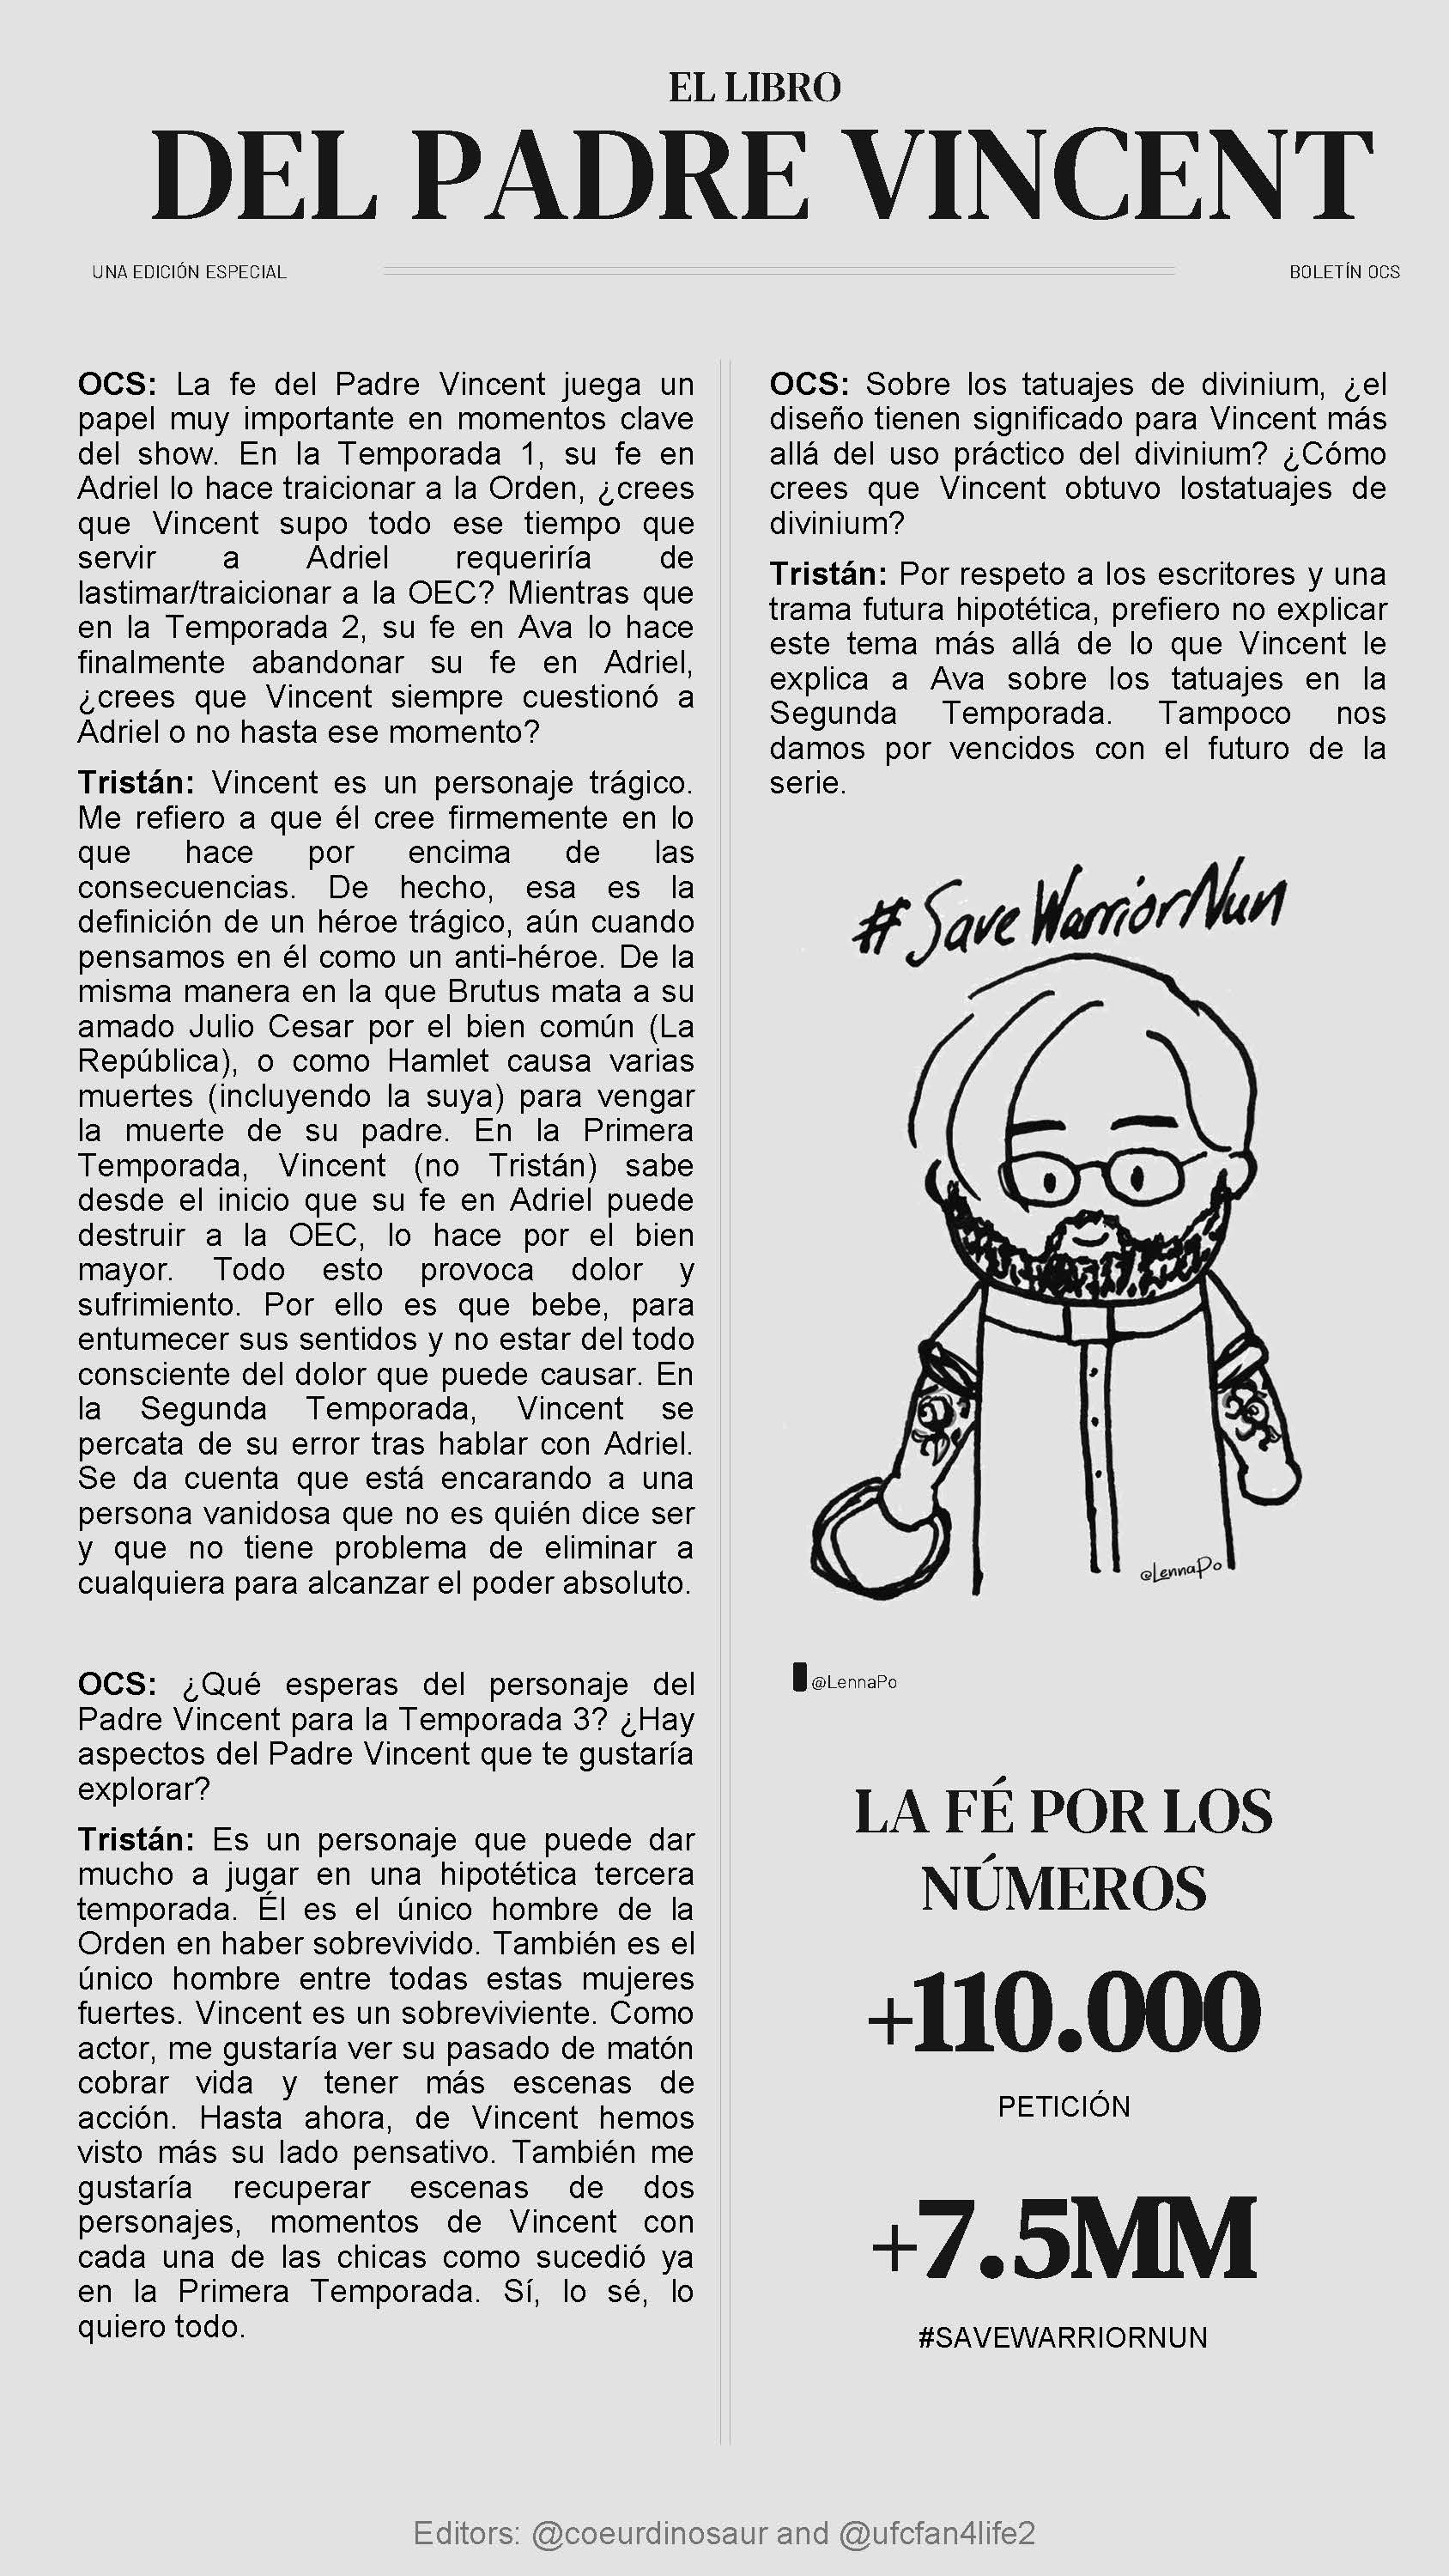 EL LIBRO
DEL PADRE VINCENT
UNA EDICIÓN ESPECIAL
BOLETÍN OCS
OCS: La fe del Padre Vincent juega un
papel muy importante en momentos clave
del show. En la Temporada 1, su fe en
Adriel lo hace traicionar a la Orden, ¿crees
que Vincent supo todo ese tiempo que
servir a Adriel requeriría de
lastimar/traicionar a la OEC? Mientras que
en la Temporada 2, su fe en Ava lo hace
finalmente abandonar su fe en Adriel,
¿crees que Vincent siempre cuestionó a
Adriel o no hasta ese momento?
Tristán: Vincent es un personaje trágico.
Me refiero a que él cree firmemente en lo
que hace por encima de las
consecuencias. De hecho, esa es la
definición de un héroe trágico, aún cuando
pensamos en él como un anti-héroe. De la
misma manera en la que Brutus mata a su
amado Julio Cesar por el bien común (La
República), o como Hamlet causa varias
muertes (incluyendo la suya) para vengar
la muerte de su padre. En la Primera
Temporada, Vincent (no Tristán) sabe
desde el inicio que su fe en Adriel puede
destruir a la OEC, lo hace por el bien
mayor. Todo esto provoca dolor y
sufrimiento. Por ello es que bebe, para
entumecer sus sentidos y no estar del todo
consciente del dolor que puede causar. En
la Segunda Temporada, Vincent se
percata de su error tras hablar con Adriel.
Se da cuenta que está encarando a una
persona vanidosa que no es quién dice ser
y que no tiene problema de eliminar a
cualquiera para alcanzar el poder absoluto.
OCS: ¿Qué esperas del personaje del
Padre Vincent para la Temporada 3? ¿Hay
aspectos del Padre Vincent que te gustaría
explorar?
Tristán: Es un personaje que puede dar
mucho a jugar en una hipotética tercera
temporada. Él es el único hombre de la
Orden en haber sobrevivido. También es el
único hombre entre todas estas mujeres
fuertes. Vincent es un sobreviviente. Como
actor, me gustaría ver su pasado de matón
cobrar vida y tener más escenas de
acción. Hasta ahora, de Vincent hemos
visto más su lado pensativo. También me
gustaría recuperar escenas de dos
personajes, momentos de Vincent con
cada una de las chicas como sucedió ya
en la Primera Temporada. Sí, lo sé, lo
quiero todo.
OCS: Sobre los tatuajes de divinium, ¿el
diseño tienen significado para Vincent más
allá del uso práctico del divinium? ¿Cómo
crees que Vincent obtuvo lostatuajes de
divinium?
Tristán: Por respeto a los escritores y una
trama futura hipotética, prefiero no explicar
este tema más allá de lo que Vincent le
explica a Ava sobre los tatuajes en la
Segunda Temporada. Tampoco nos
damos por vencidos con el futuro de la
serie.
#SaveWarriorNun
@LennaPo
@LennaPo
LA FÉ POR LOS
NÚMEROS
+110.000
PETICIÓN
+7.5MM
#SAVEWARRIORNUN
Editors: @coeurdinosaur and @ufcfan4life2